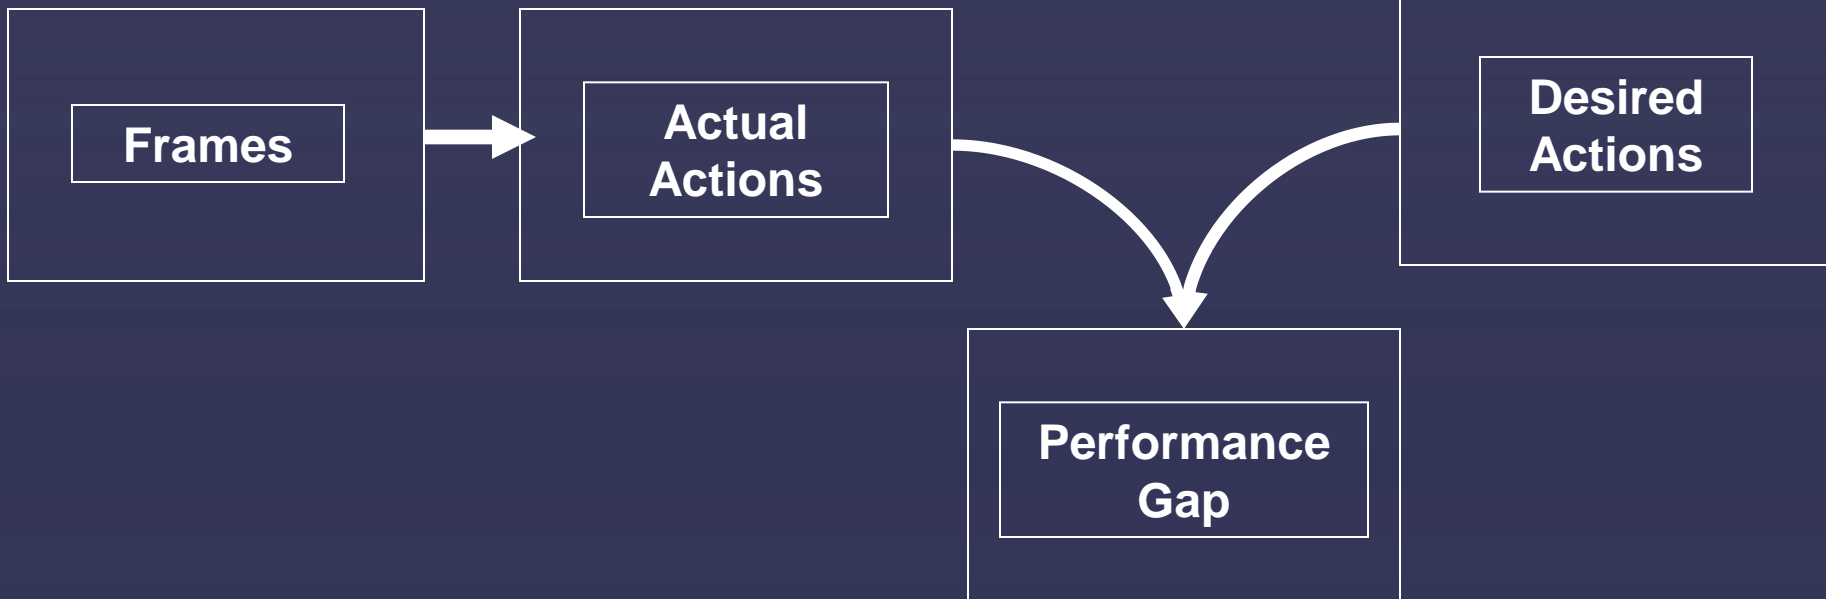 Frames
Actual
Actions
Desired
Actions
Performance
Gap